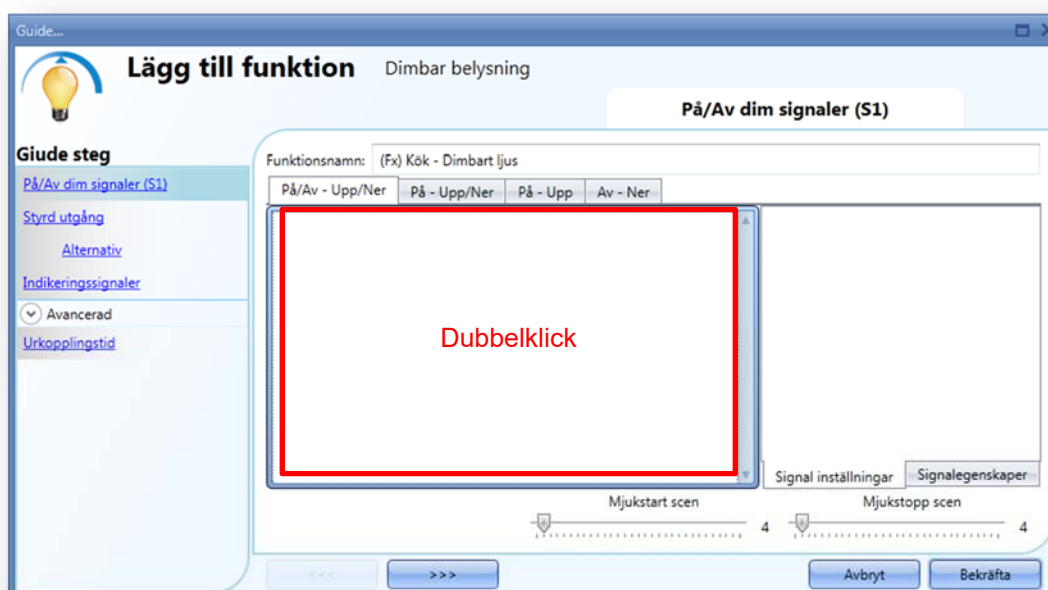 Guide...
Lägg till funktion Dimbar belysning
På/Av dim signaler (S1)
Giude steg
På/Av dim signaler (S1)
Styrd utgång
Alternativ
Indikeringssignaler
Avancerad
Urkopplingstid
Funktionsnamn: (Fx) Kök - Dimbart ljus
På/Av - Upp/Ner På - Upp/Ner På - Upp Av - Ner
Dubbelklick
Signal inställningar Signalegenskaper
Mjukstart scen Mjukstopp scen
4 4
<<< >>> Avbryt Bekräfta